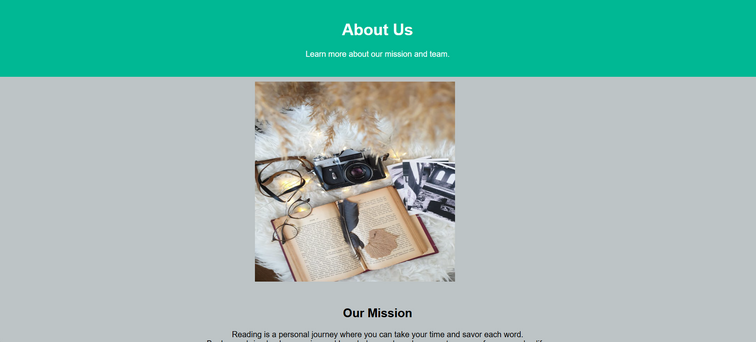 About Us
Learn more about our mission and team.
Our Mission
Reading is a personal journey where you can take your time and savor each word.